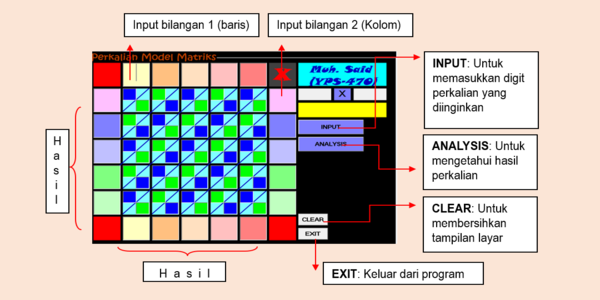 Input bilangan 1 (baris)
Input bilangan 2 (Kolom)
Perkalian Model Matriks
X
Muh. Said
(YPS-470)
X
INPUT
ANALYSIS
CLEAR
EXIT
INPUT: Untuk
memasukkan digit
perkalian yang
diinginkan
ANALYSIS: Untuk
mengetahui hasil
perkalian
CLEAR: Untuk
membersihkan
tampilan layar
EXIT: Keluar dari program
Hasil
Hasil